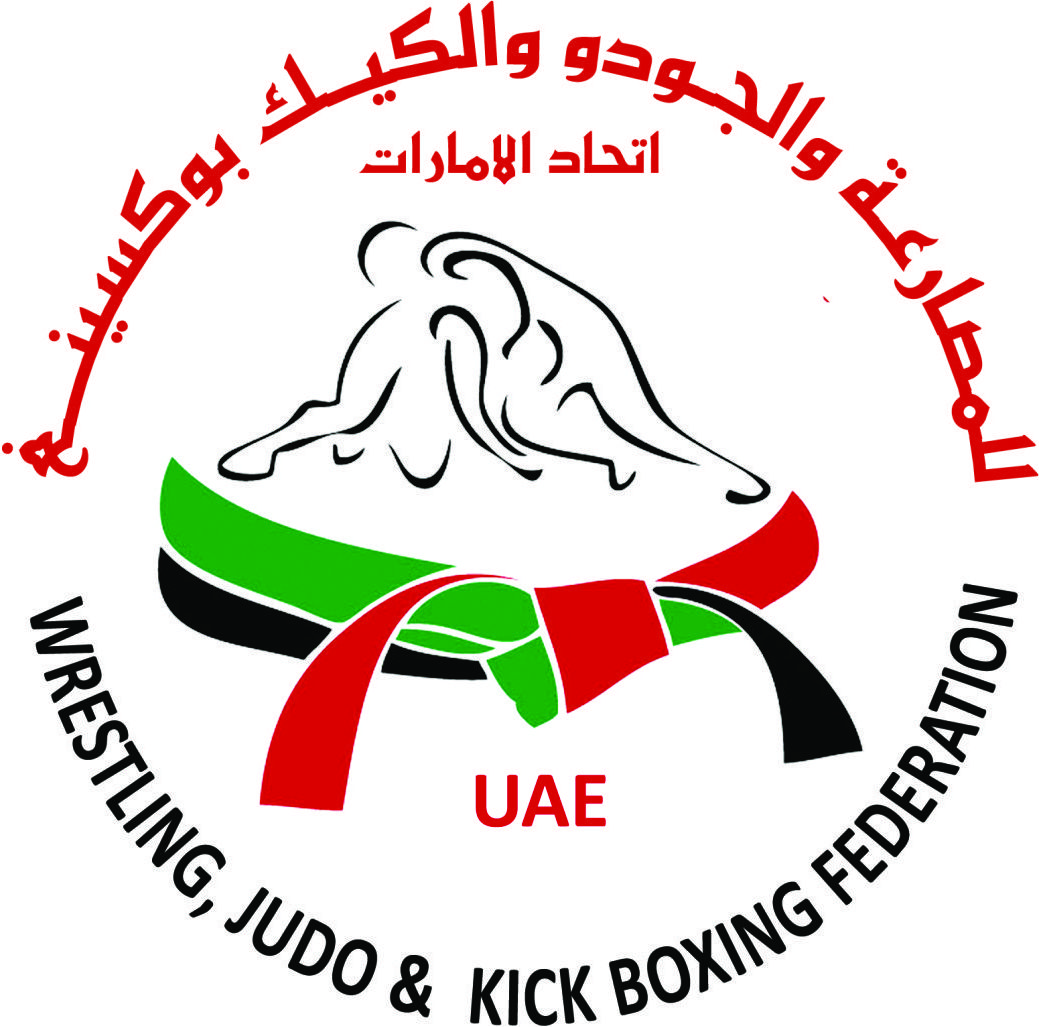 اتحاد الامارات
للمصارعة والجودو والكيك بوكسينغ
UAE
WRESTLING, JUDO & KICK BOXING FEDERATION